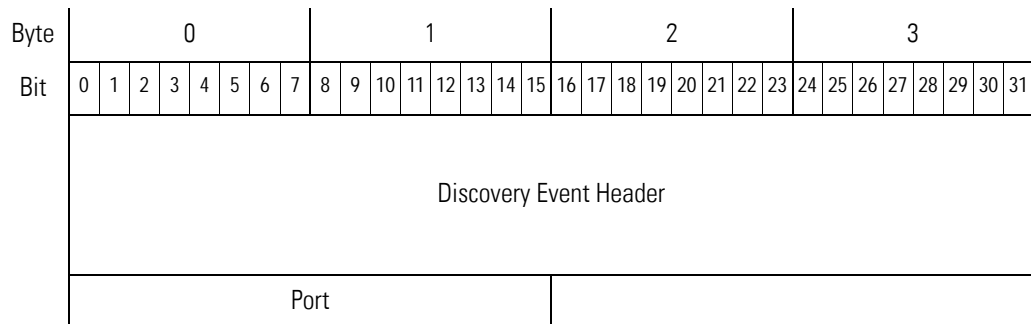 Byte 0 1 2 3
Bit 0 1 2 3 4 5 6 7 8 9 10 11 12 13 14 15 16 17 18 19 20 21 22 23 24 25 26 27 28 29 30 31
Discovery Event Header
Port